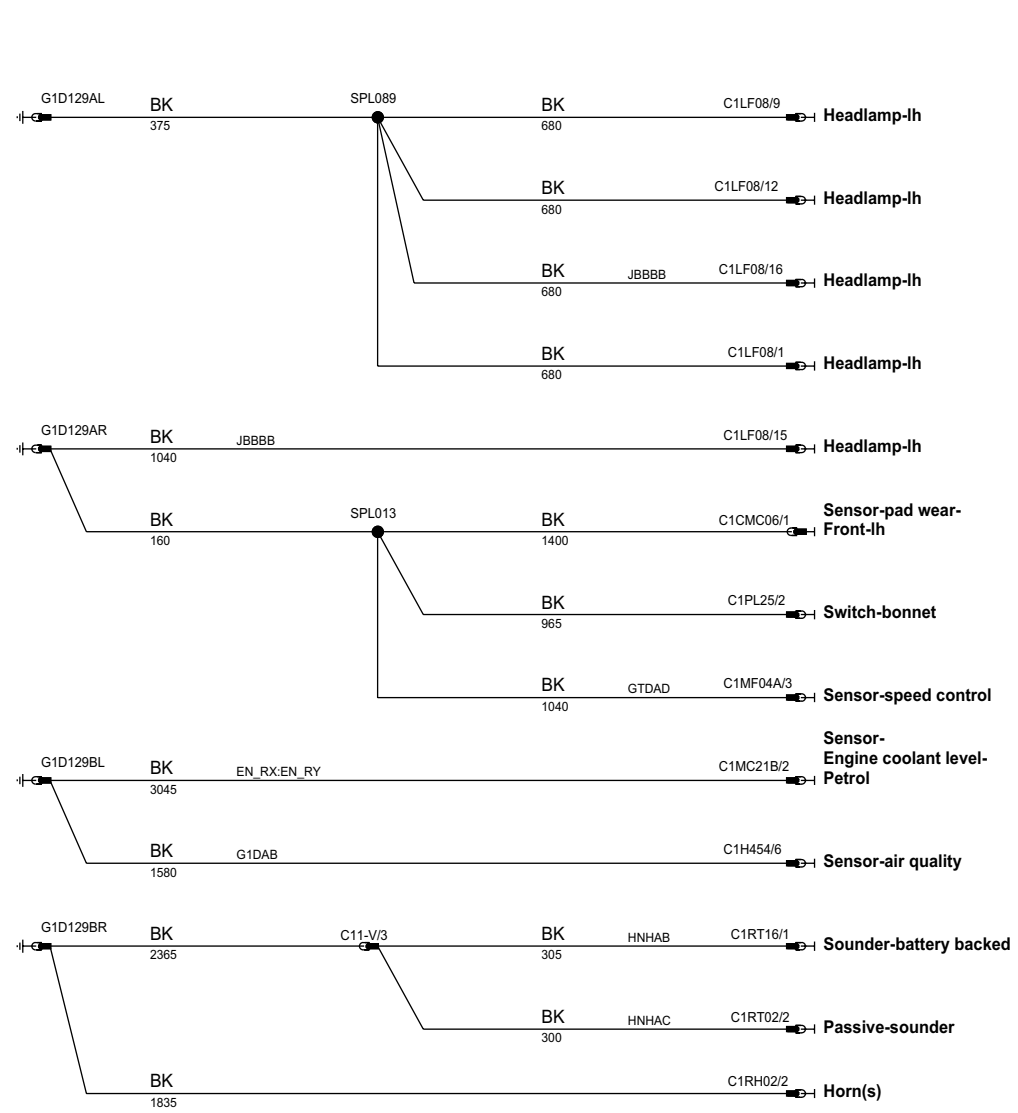 G1D129AL BK 375 SPL089 BK 680 C1LF08/9 Headlamp-lh
BK 680 C1LF08/12 Headlamp-lh
BK 680 JBBBB C1LF08/16 Headlamp-lh
BK 680 C1LF08/1 Headlamp-lh
G1D129AR BK 1040 JBBBB C1LF08/15 Headlamp-lh
BK 160 SPL013 BK 1400 C1CMC06/1 Sensor-pad wear-
Front-lh
BK 965 C1PL25/2 Switch-bonnet
BK 1040 GTDAD C1MF04A/3 Sensor-speed control
G1D129BL BK 3045 EN_RX:EN_RY C1MC21B/2 Sensor-
Engine coolant level-
Petrol
BK 1580 G1DAB C1H454/6 Sensor-air quality
G1D129BR BK 2365 C11-V/3 BK 305 HNHAB C1RT16/1 Sounder-battery backed
BK 300 HNHAC C1RT02/2 Passive-sounder
BK 1835 C1RH02/2 Horn(s)